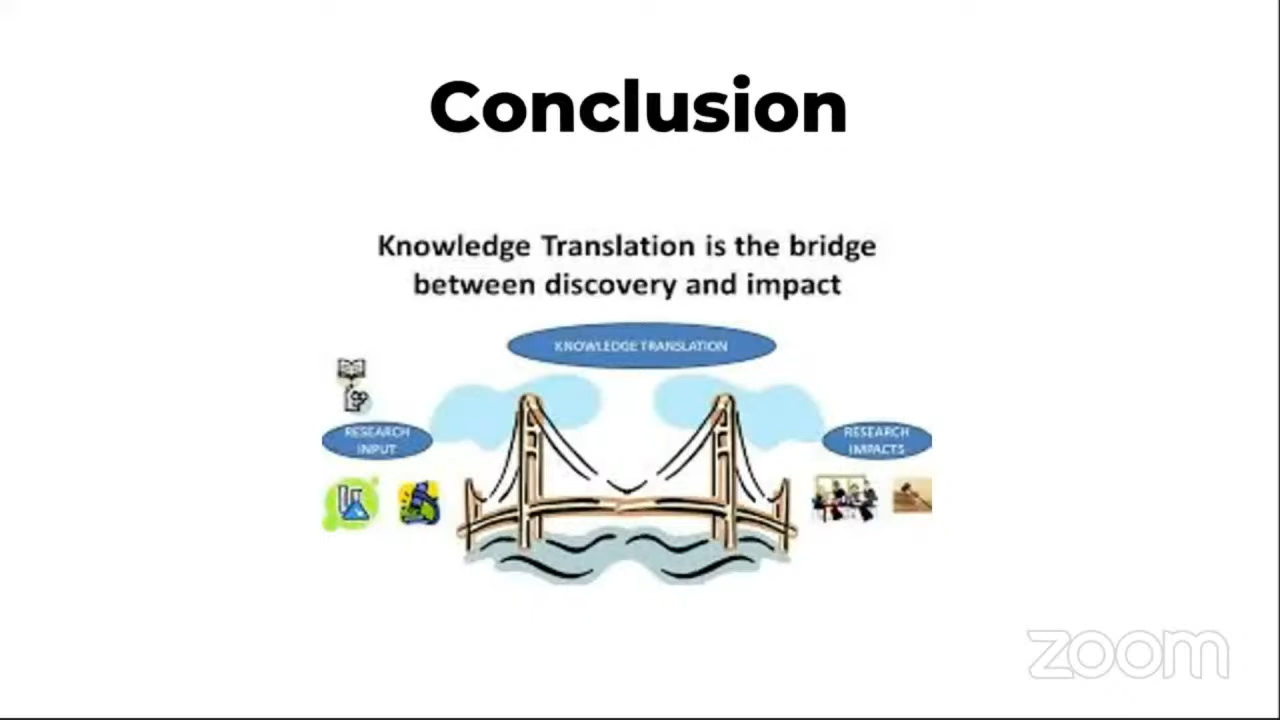 Conclusion
Knowledge Translation is the bridge
between discovery and impact
KNOWLEDGE TRANSLATION
RESEARCH
INPUT
RESEARCH
IMPACTS
zoom